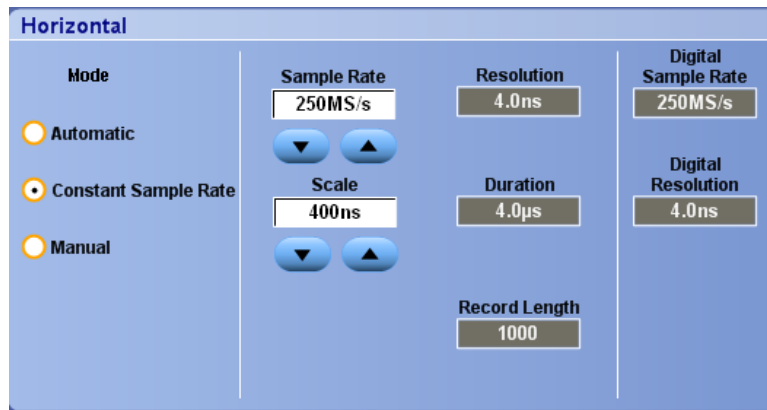 Horizontal
Mode
Automatic
Constant Sample Rate
Manual
Sample Rate
250MS/s
Scale
400ns
Resolution
4.0ns
Duration
4.0µs
Record Length
1000
Digital
Sample Rate
250MS/s
Digital
Resolution
4.0ns